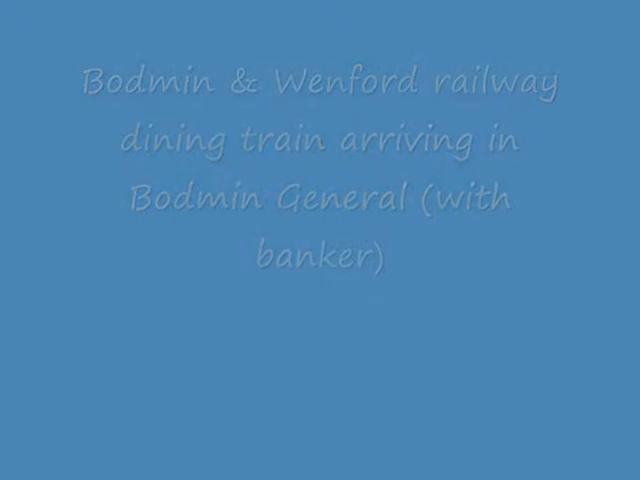 Bodmin & Wenford railway
dining train arriving in
Bodmin General (with
banker)